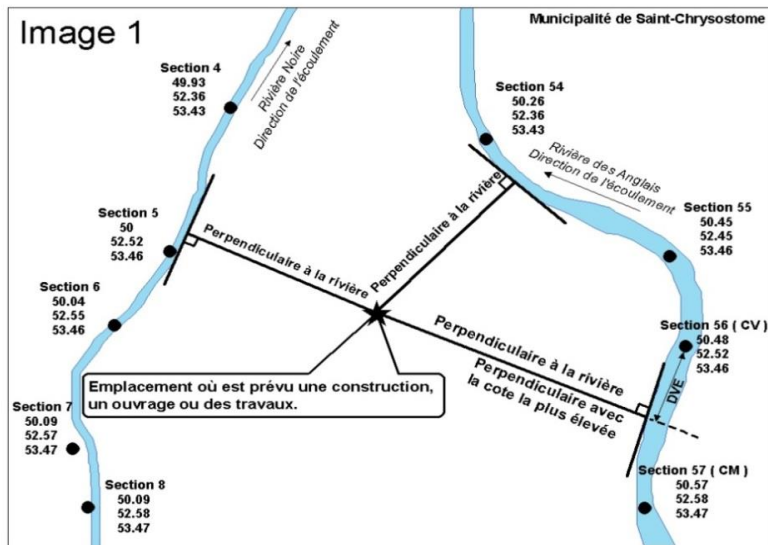 Image 1
Municipalité de Saint-Chrysostome
Section 4
49.93
52.36
53.43
Rivière Noire
Direction de l'écoulement
Section 54
50.26
52.36
53.43
Rivière des Anglais
Direction de l'écoulement
Section 5
50
52.52
53.46
Perpendiculaire à la rivière
Perpendiculaire à la rivière
Section 55
50.45
52.45
53.46
Section 6
50.04
52.55
53.46
Section 56 ( CV )
50.48
52.52
53.46
Perpendiculaire à la rivière
Perpendiculaire avec
la cote la plus élevée
DVE
Emplacement où est prévu une construction,
un ouvrage ou des travaux.
Section 7
50.09
52.57
53.47
Section 57 ( CM )
50.57
52.58
53.47
Section 8
50.09
52.58
53.47